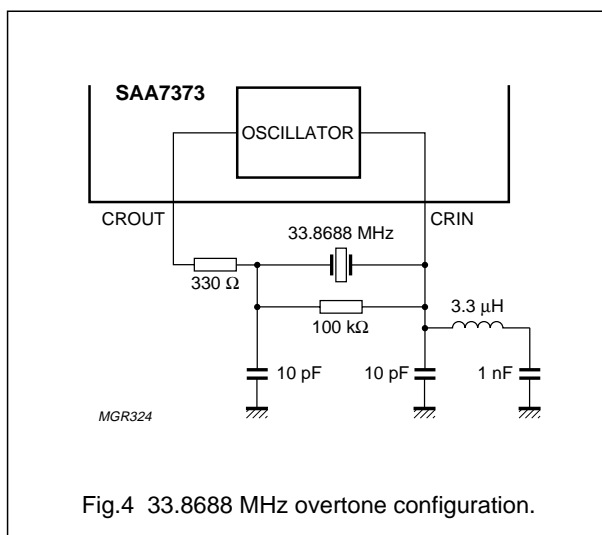 SAA7373
OSCILLATOR
CROUT
CRIN
33.8688 MHz
330 Ω
100 kΩ
3.3 μH
10 pF
10 pF
1 nF
MGR324
Fig.4 33.8688 MHz overtone configuration.